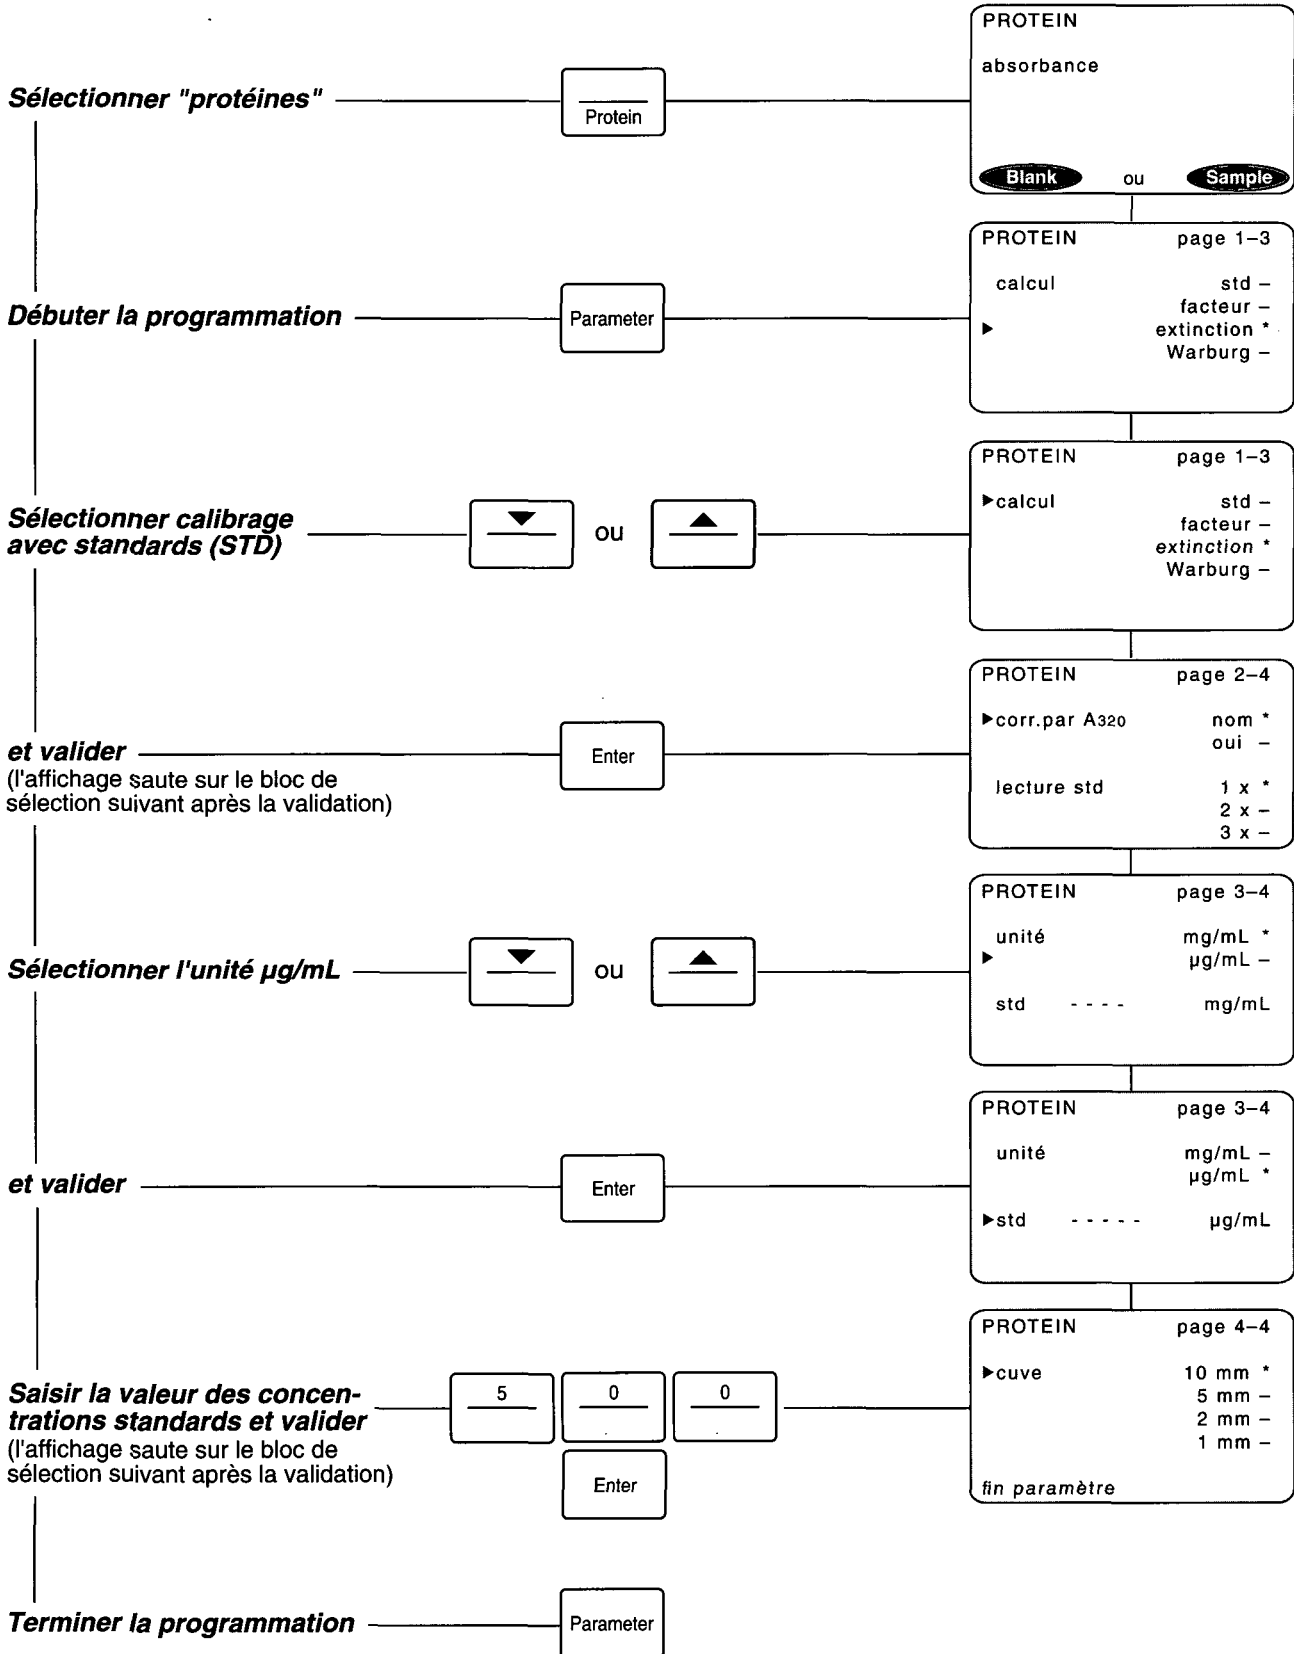 PROTEIN
absorbance
Blank ou Sample
Sélectionner "protéines"
Protein
PROTEIN page 1–3
calcul std –
facteur –
▶ extinction *
Warburg –
Débuter la programmation
Parameter
PROTEIN page 1–3
▶calcul std –
facteur –
extinction *
Warburg –
Sélectionner calibrage
avec standards (STD)
▼ ou ▲
PROTEIN page 2–4
▶corr.par A320 nom *
oui –
lecture std 1 x *
2 x –
3 x –
et valider
(l'affichage saute sur le bloc de
sélection suivant après la validation)
Enter
PROTEIN page 3–4
unité mg/mL *
▶ µg/mL –
std - - - - mg/mL
Sélectionner l'unité µg/mL
▼ ou ▲
PROTEIN page 3–4
unité mg/mL –
µg/mL *
▶std - - - - - µg/mL
et valider
Enter
PROTEIN page 4–4
▶cuve 10 mm *
5 mm –
2 mm –
1 mm –
fin paramètre
Saisir la valeur des concen-
trations standards et valider
(l'affichage saute sur le bloc de
sélection suivant après la validation)
5 0 0
Enter
Terminer la programmation
Parameter